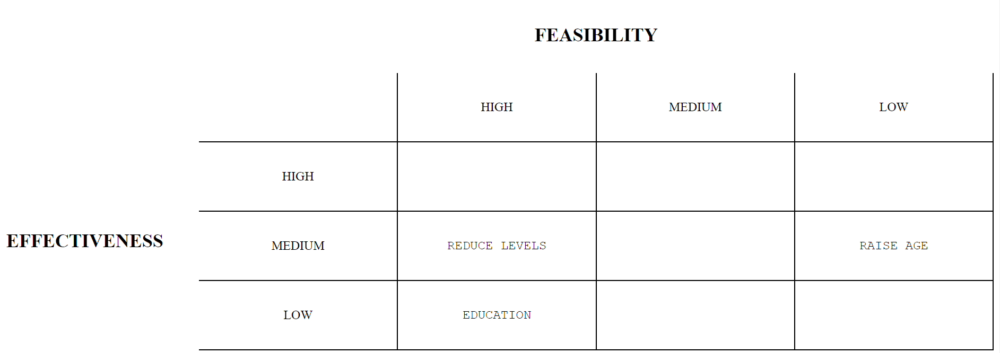 FEASIBILITY
HIGH MEDIUM LOW
HIGH
EFFECTIVENESS
MEDIUM REDUCE LEVELS RAISE AGE
LOW EDUCATION